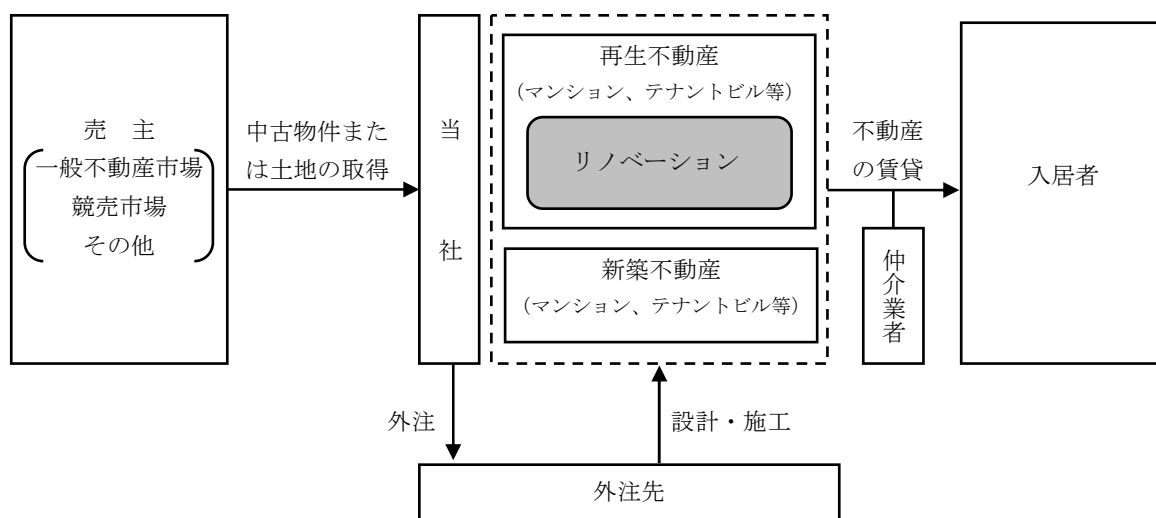 売　主
一般不動産市場
競売市場
その他
中古物件また
は土地の取得
当
社
再生不動産
（マンション、テナントビル等）
リノベーション
新築不動産
（マンション、テナントビル等）
不動産
の賃貸
仲介業者
入居者
外注
設計・施工
外注先